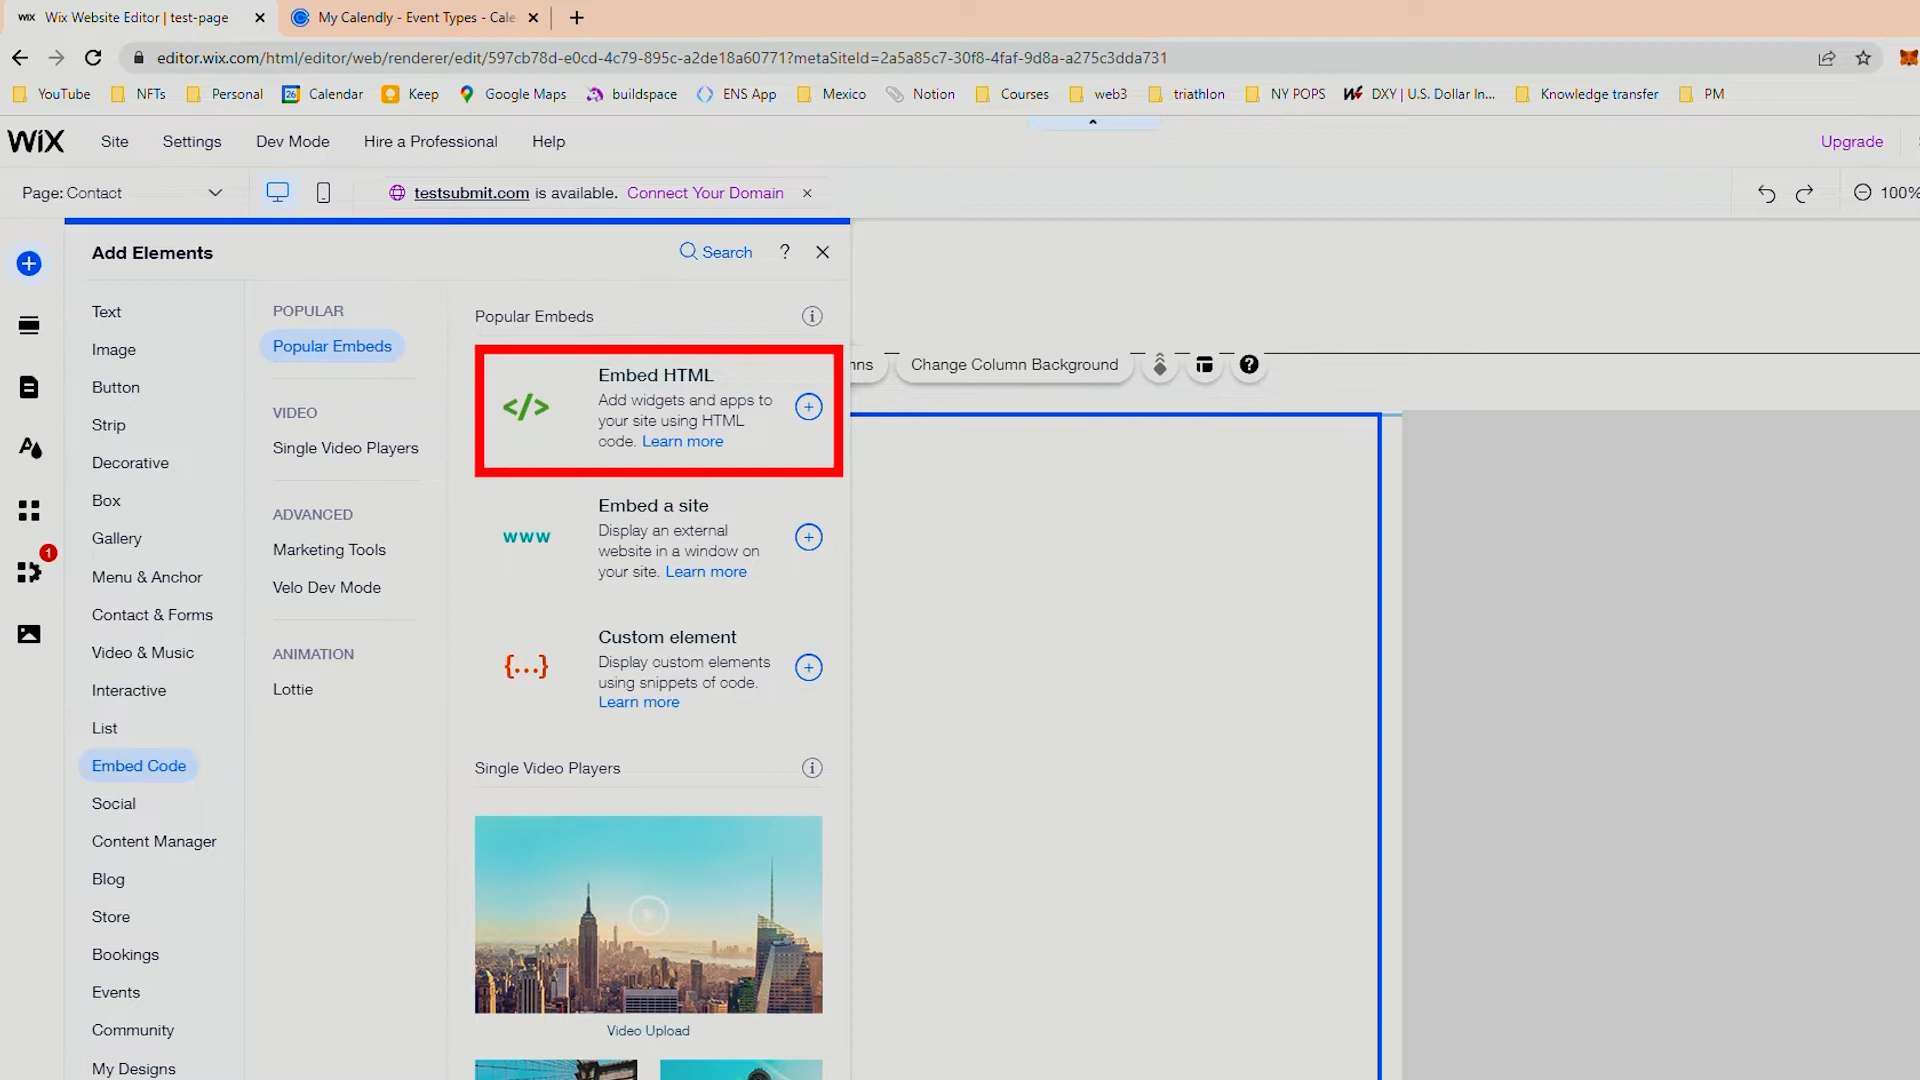 WIX Wix Website Editor | test-page
My Calendly - Event Types - Cale
editor.wix.com/html/editor/web/renderer/edit/597cb78d-e0cd-4c79-895c-a2de18a60771?metaSiteId=2a5a85c7-30f8-4faf-9d8a-a275c3dda731
YouTube NFTs Personal 26 Calendar Keep Google Maps buildspace ENS App Mexico Notion Courses web3 triathlon NY POPS DXY | U.S. Dollar In... Knowledge transfer PM
WiX Site Settings Dev Mode Hire a Professional Help Upgrade
Page: Contact testsubmit.com is available. Connect Your Domain 100%
Add Elements Search ?
Text
Image
Button
Strip
Decorative
Box
Gallery
Menu & Anchor
Contact & Forms
Video & Music
Interactive
List
Embed Code
Social
Content Manager
Blog
Store
Bookings
Events
Community
My Designs
1
POPULAR
Popular Embeds
VIDEO
Single Video Players
ADVANCED
Marketing Tools
Velo Dev Mode
ANIMATION
Lottie
Popular Embeds
</>
Embed HTML
Add widgets and apps to
your site using HTML
code. Learn more
www
Embed a site
Display an external
website in a window on
your site. Learn more
{...}
Custom element
Display custom elements
using snippets of code.
Learn more
Single Video Players
Video Upload
Change Column Background
?